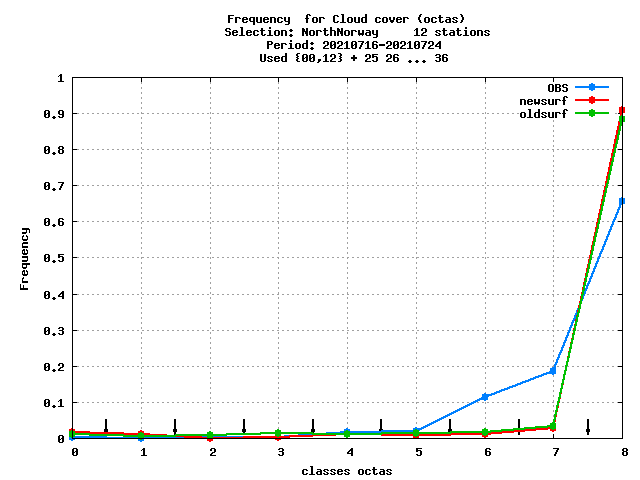 Frequency  for Cloud cover (octas)
Selection: NorthNorway     12 stations
Period: 20210716-20210724
Used {00,12} + 25 26 ... 36
OBS
newsurf
oldsurf
1
0.9
0.8
0.7
0.6
0.5
0.4
0.3
0.2
0.1
0
Frequency
0 1 2 3 4 5 6 7 8
classes octas